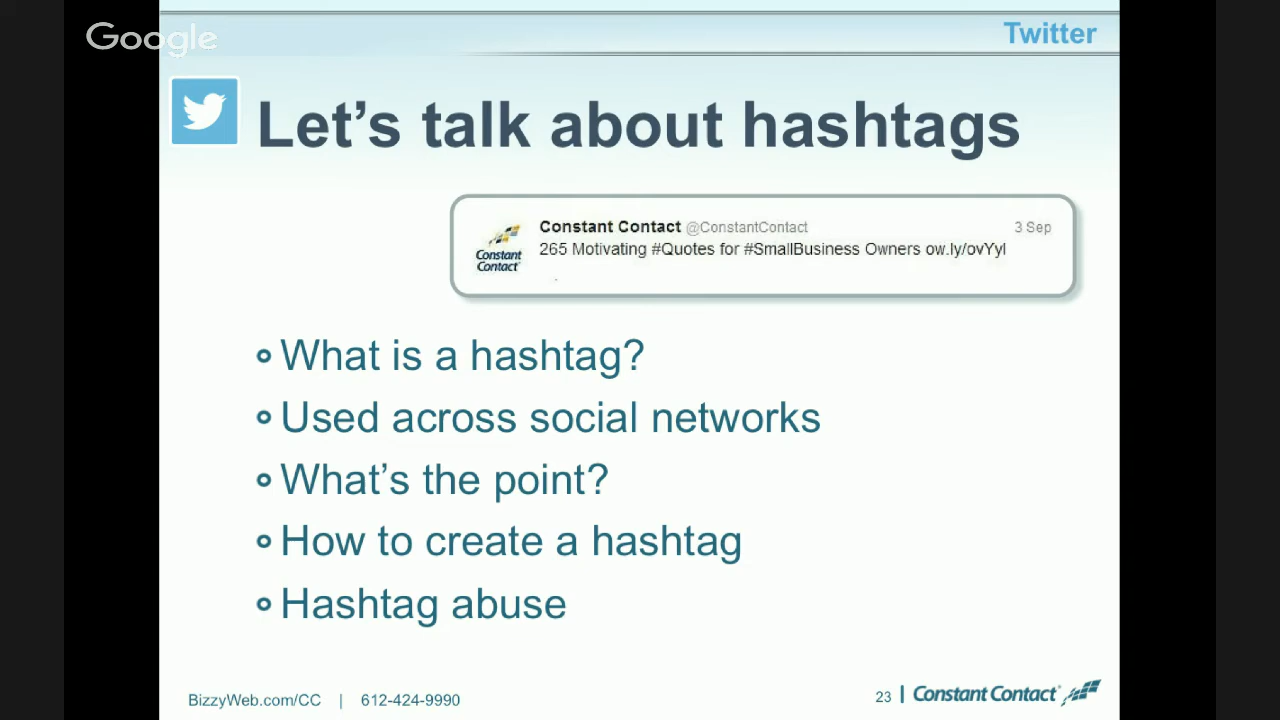 Google
Twitter
Let's talk about hashtags
Constant Contact @ConstantContact 3 Sep
265 Motivating #Quotes for #SmallBusiness Owners ow.ly/ovYyI
Constant
Contact
What is a hashtag?
Used across social networks
What's the point?
How to create a hashtag
Hashtag abuse
BizzyWeb.com/CC | 612-424-9990
23 | Constant Contact